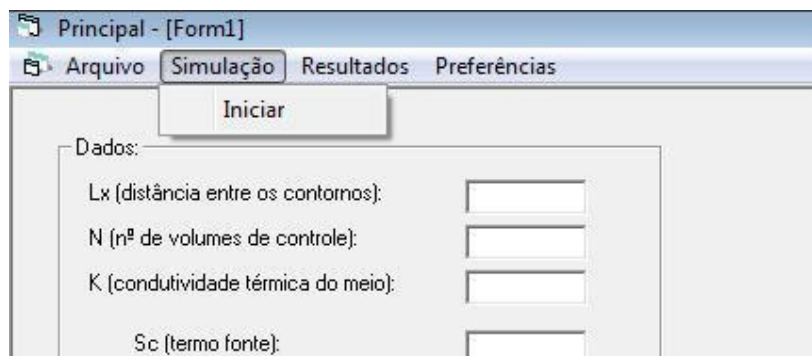 Principal - [Form1]
Arquivo Simulação Resultados Preferências
Iniciar
Dados:
Lx (distância entre os contornos):
N (nº de volumes de controle):
K (condutividade térmica do meio):
Sc (termo fonte):